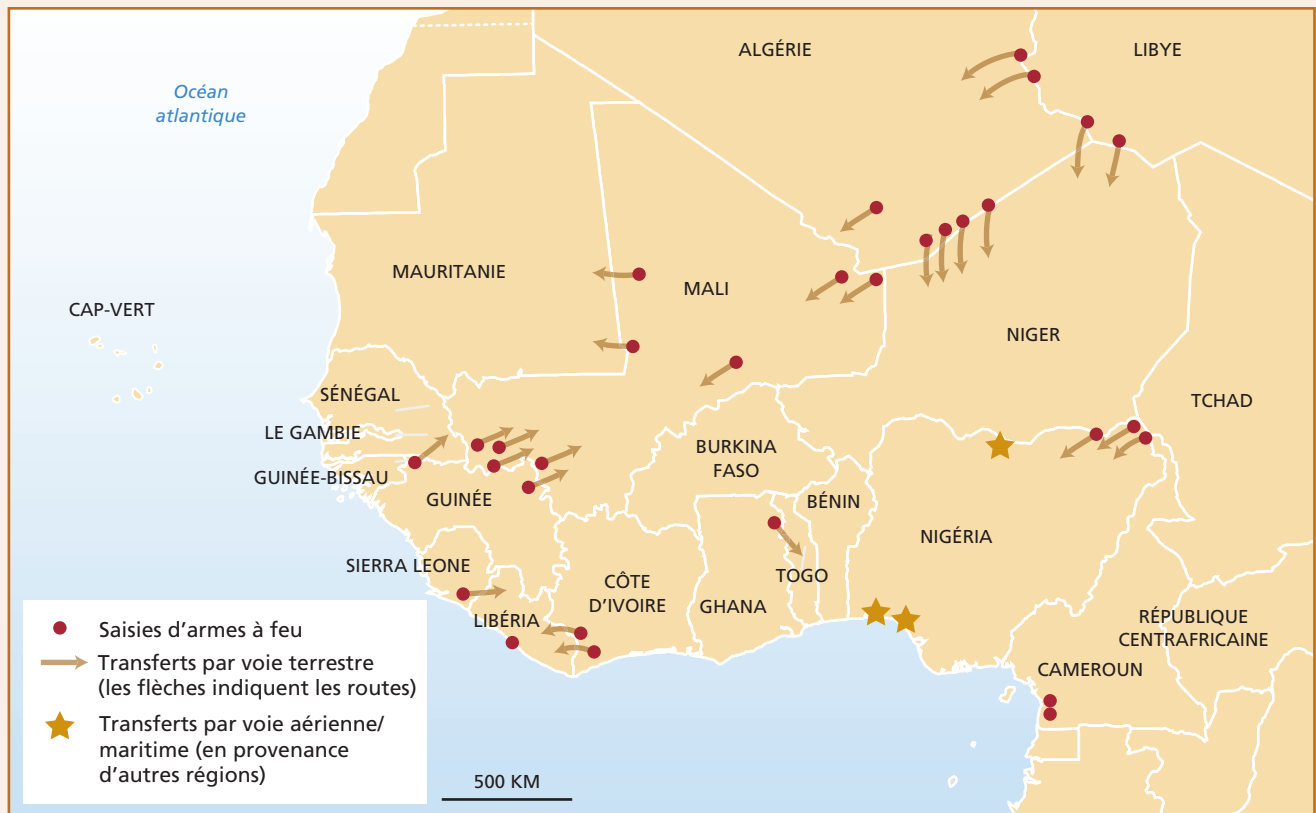 ALGÉRIE
LIBYE
Océan
atlantique
MAURITANIE
MALI
CAP-VERT
NIGER
SÉNÉGAL
TCHAD
LE GAMBIE
BURKINA
FASO
GUINÉE-BISSAU
GUINÉE
BÉNIN
NIGÉRIA
SIERRA LEONE
CÔTE
D'IVOIRE
GHANA
TOGO
LIBÉRIA
RÉPUBLIQUE
CENTRAFRICAINE
CAMEROUN
Saisies d'armes à feu
Transferts par voie terrestre
(les flèches indiquent les routes)
Transferts par voie aérienne/
maritime (en provenance
d'autres régions)
500 KM